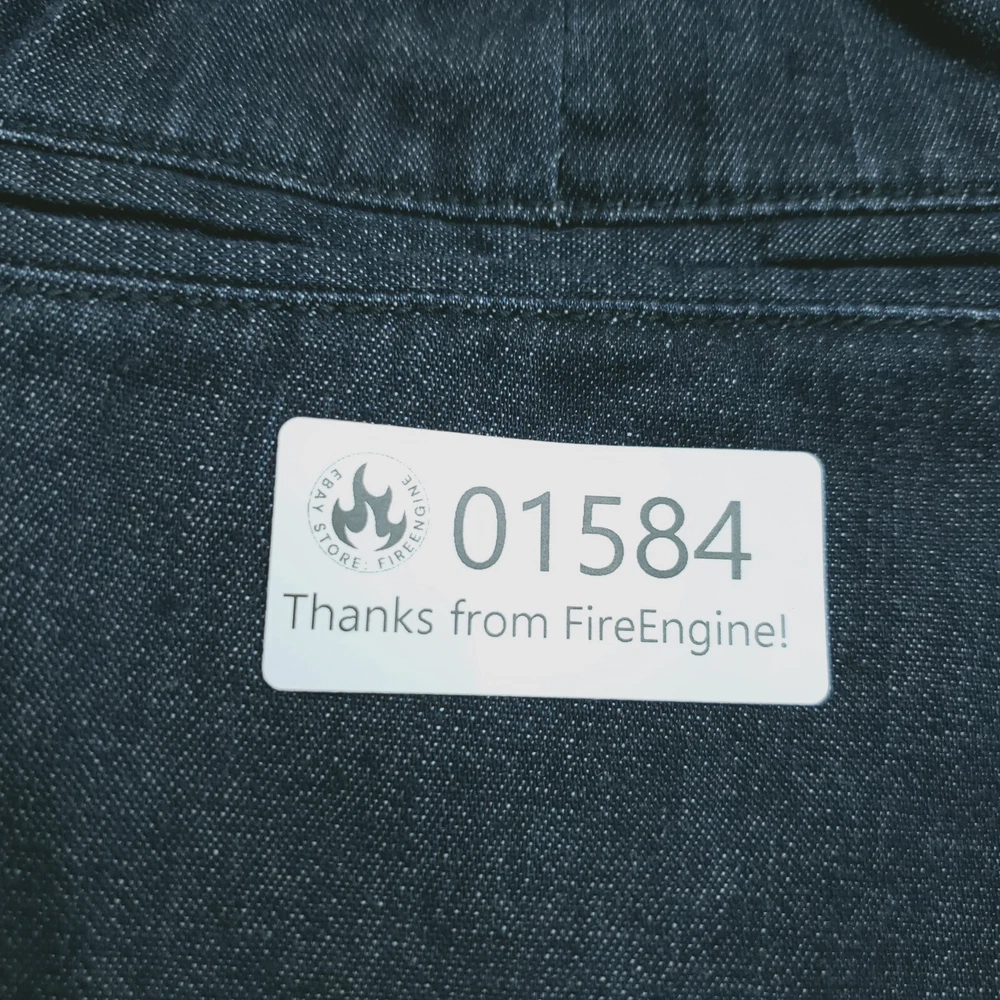 EBAY STORE: FIREENGINE
01584
Thanks from FireEngine!